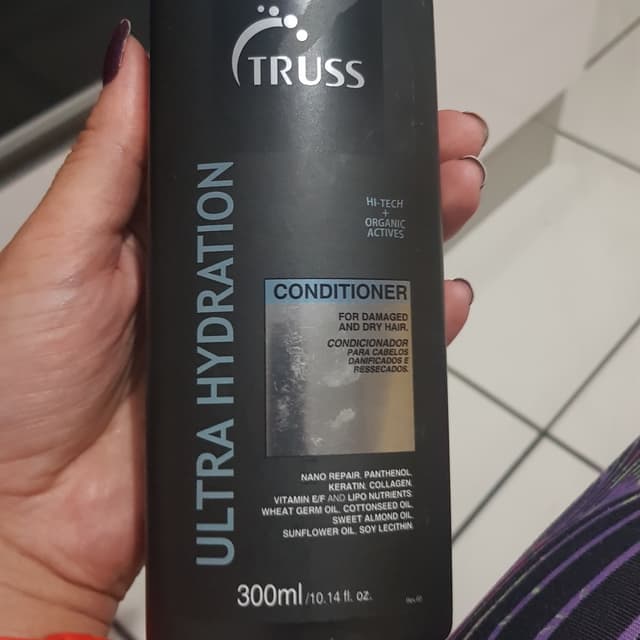 TRUSS
HI-TECH
+
ORGANIC
ACTIVES
ULTRA HYDRATION
CONDITIONER
FOR DAMAGED
AND DRY HAIR.
CONDICIONADOR
PARA CABELOS
DANIFICADOS E
RESSECADOS.
NANO REPAIR, PANTHENOL,
KERATIN, COLLAGEN,
VITAMIN E/F AND LIPO NUTRIENTS
WHEAT GERM OIL, COTTONSEED OIL,
SWEET ALMOND OIL,
SUNFLOWER OIL, SOY LECITHIN.
300ml/10.14 fl. oz.